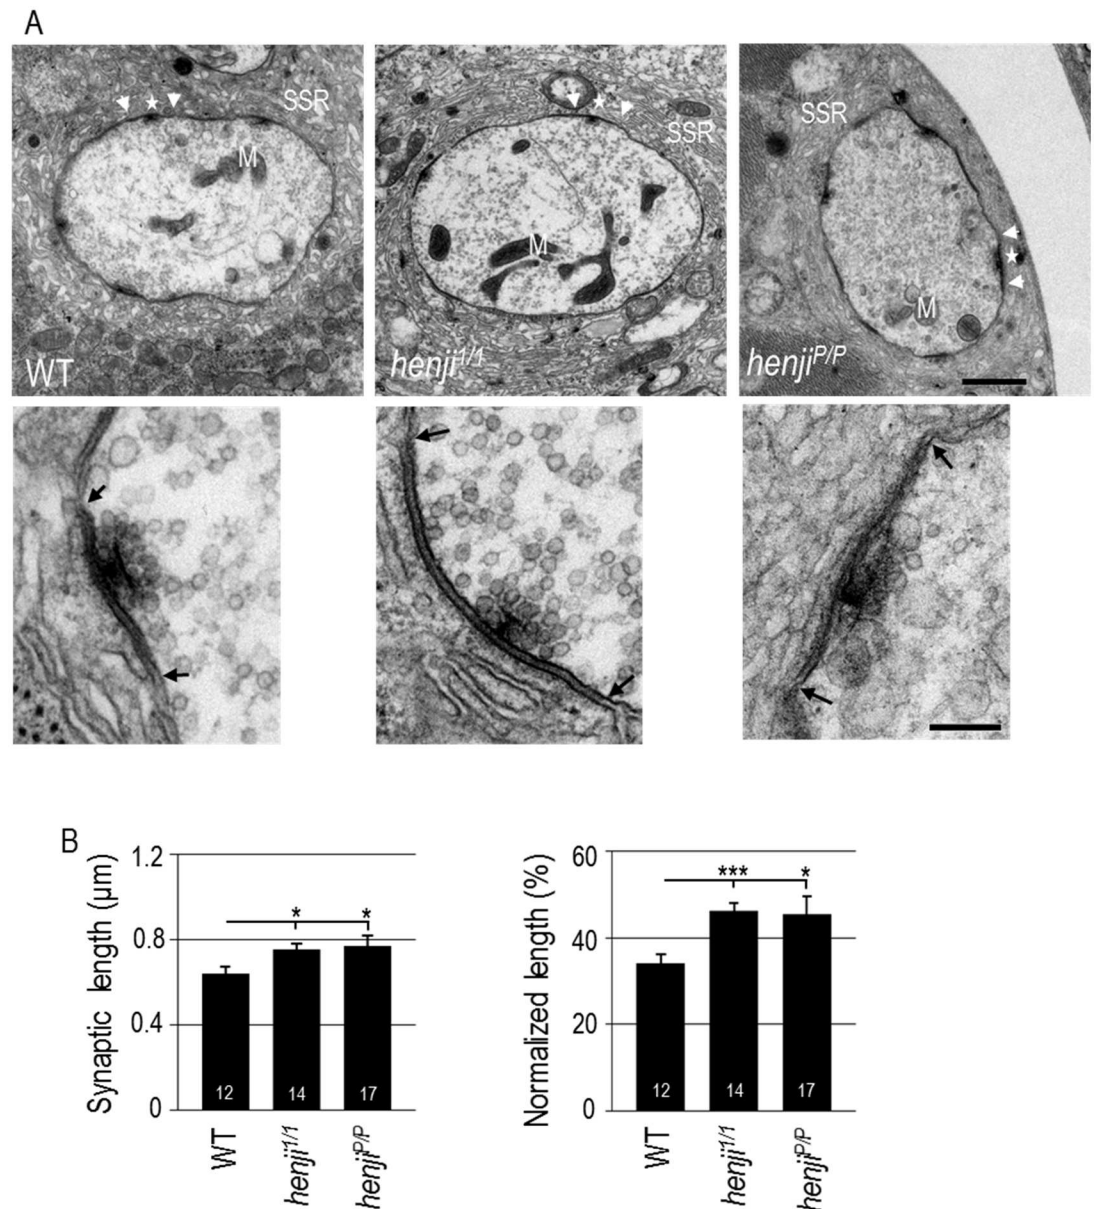 A
SSR
M
WT
SSR
M
henji1/1
SSR
M
henjiP/P
B
Synaptic length (µm)
1.2
0.8
0.4
0
* *
12 14 17
WT henji1/1 henjiP/P
Normalized length (%)
60
40
20
0
*** *
12 14 17
WT henji1/1 henjiP/P